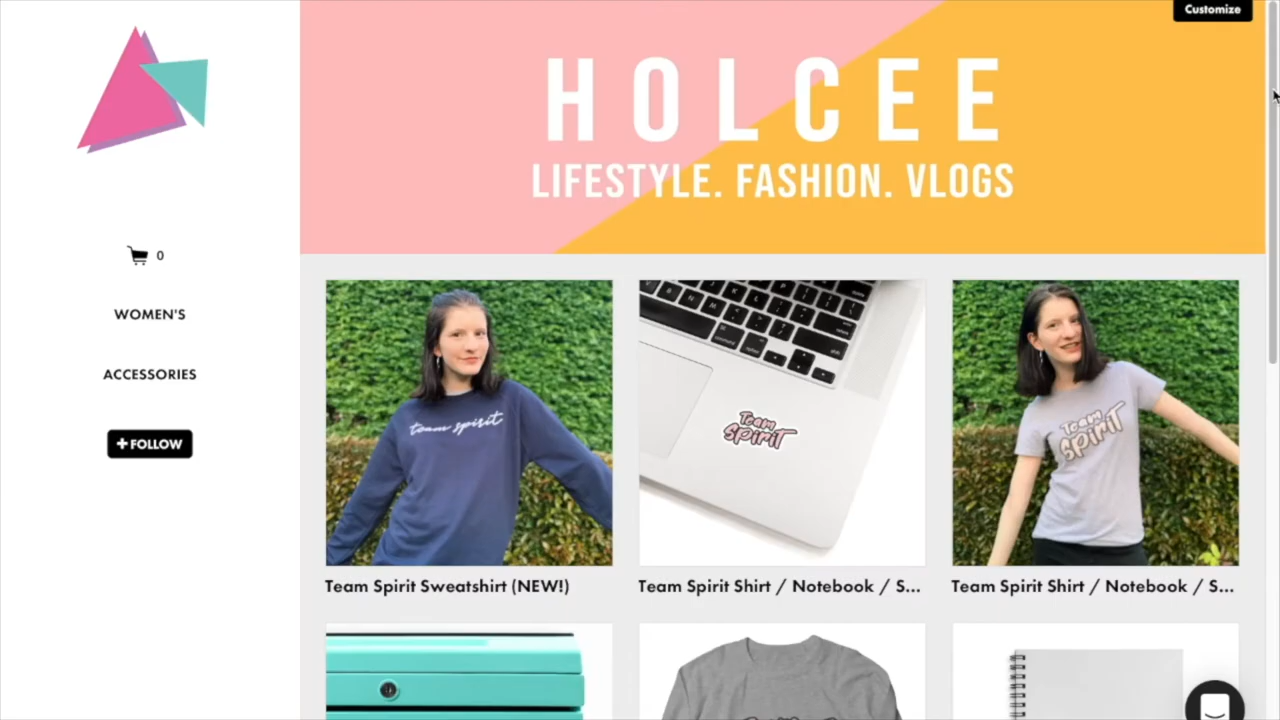 Customize
HOLCEE
LIFESTYLE. FASHION. VLOGS
0
WOMEN'S
ACCESSORIES
+FOLLOW
team spirit
Team
Spirit
Team
Spirit
Team Spirit Sweatshirt (NEW!)
Team Spirit Shirt / Notebook / S...
Team Spirit Shirt / Notebook / S...